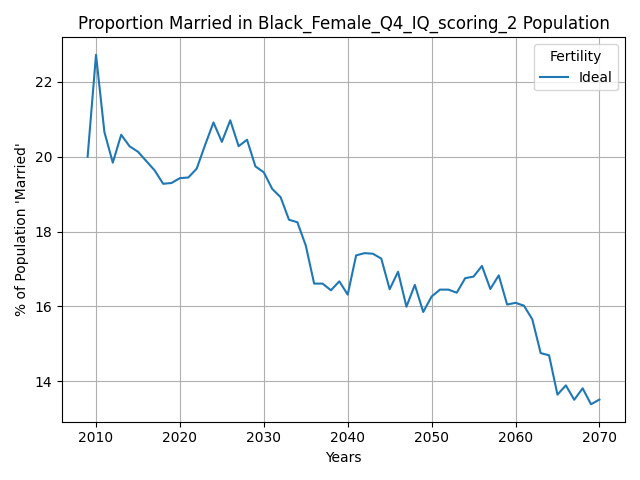 Proportion Married in Black_Female_Q4_IQ_scoring_2 Population
Fertility
Ideal
% of Population 'Married'
22
20
18
16
14
2010 2020 2030 2040 2050 2060 2070
Years